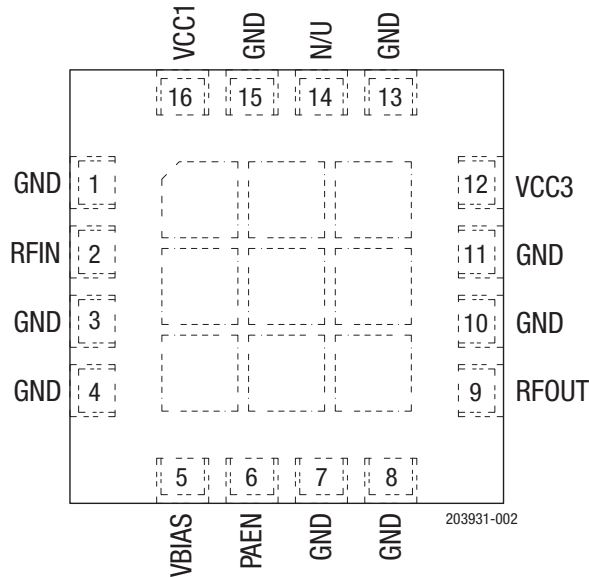 VCC1 GND N/U GND
16 15 14 13
GND 1 12 VCC3
RFIN 2 11 GND
GND 3 10 GND
GND 4 9 RFOUT
5 6 7 8
VBIAS PAEN GND GND
203931-002